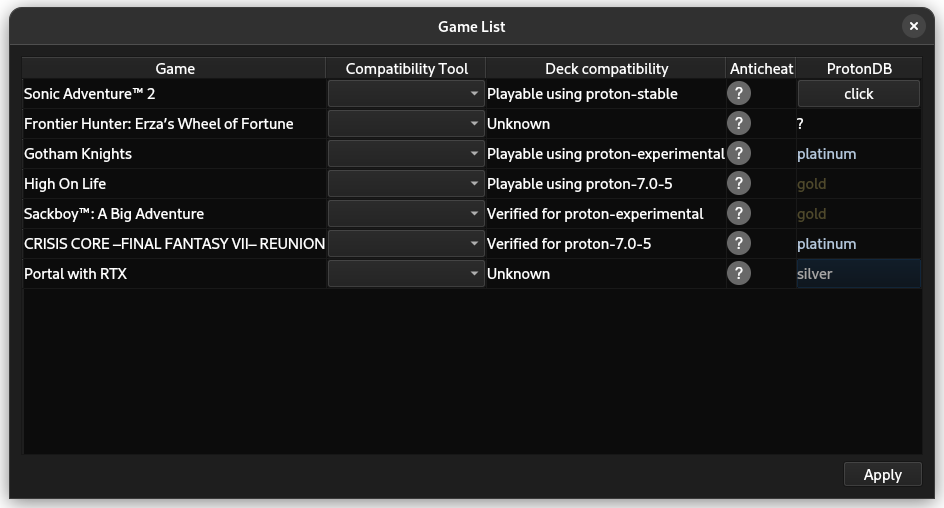 Game List
Game Compatibility Tool Deck compatibility Anticheat ProtonDB
Sonic Adventure™ 2 Playable using proton-stable ? click
Frontier Hunter: Erza's Wheel of Fortune Unknown ? ?
Gotham Knights Playable using proton-experimental ? platinum
High On Life Playable using proton-7.0-5 ? gold
Sackboy™: A Big Adventure Verified for proton-experimental ? gold
CRISIS CORE –FINAL FANTASY VII– REUNION Verified for proton-7.0-5 ? platinum
Portal with RTX Unknown ? silver
Apply